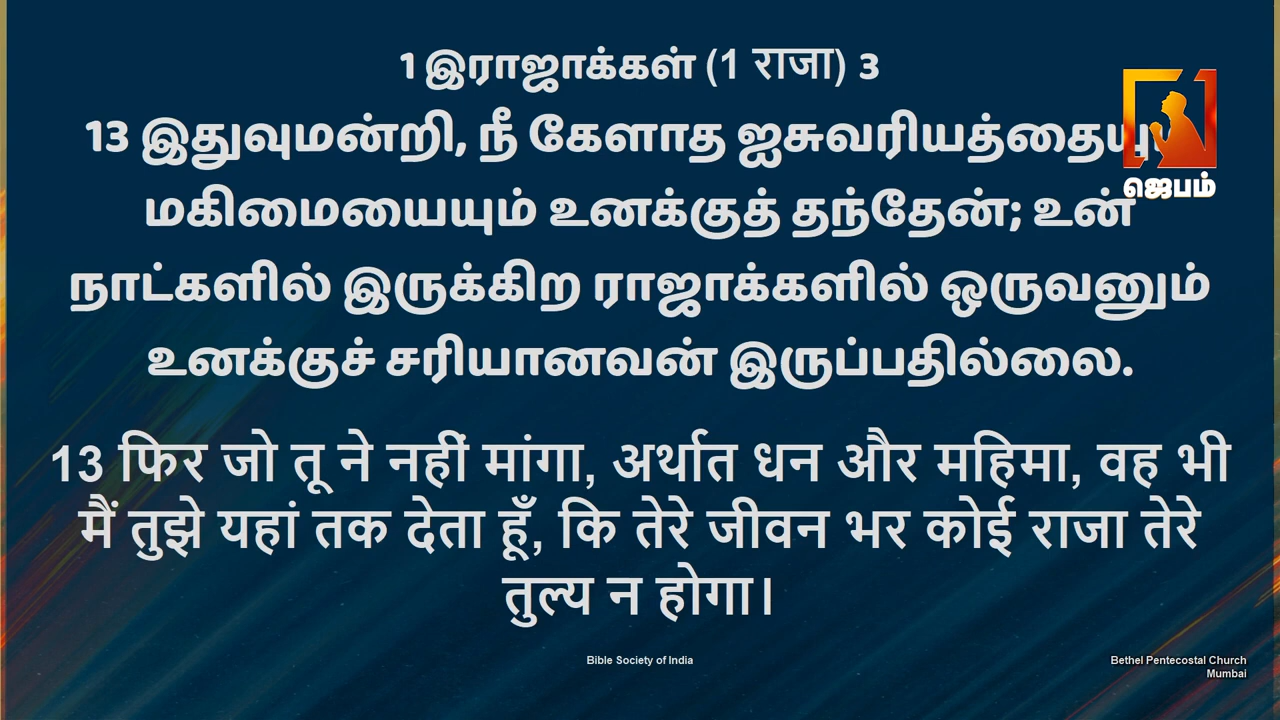 1 இராஜாக்கள் (1 राजा) 3
13 இதுவுமன்றி, நீ கேளாத ஐசுவரியத்தையும்
மகிமையையும் உனக்குத் தந்தேன்; உன்
நாட்களில் இருக்கிற ராஜாக்களில் ஒருவனும்
உனக்குச் சரியானவன் இருப்பதில்லை.
ஜெபம்
13 फिर जो तू ने नहीं मांगा, अर्थात धन और महिमा, वह भी
मैं तुझे यहां तक देता हूँ, कि तेरे जीवन भर कोई राजा तेरे
तुल्य न होगा।
Bible Society of India
Bethel Pentecostal Church
Mumbai